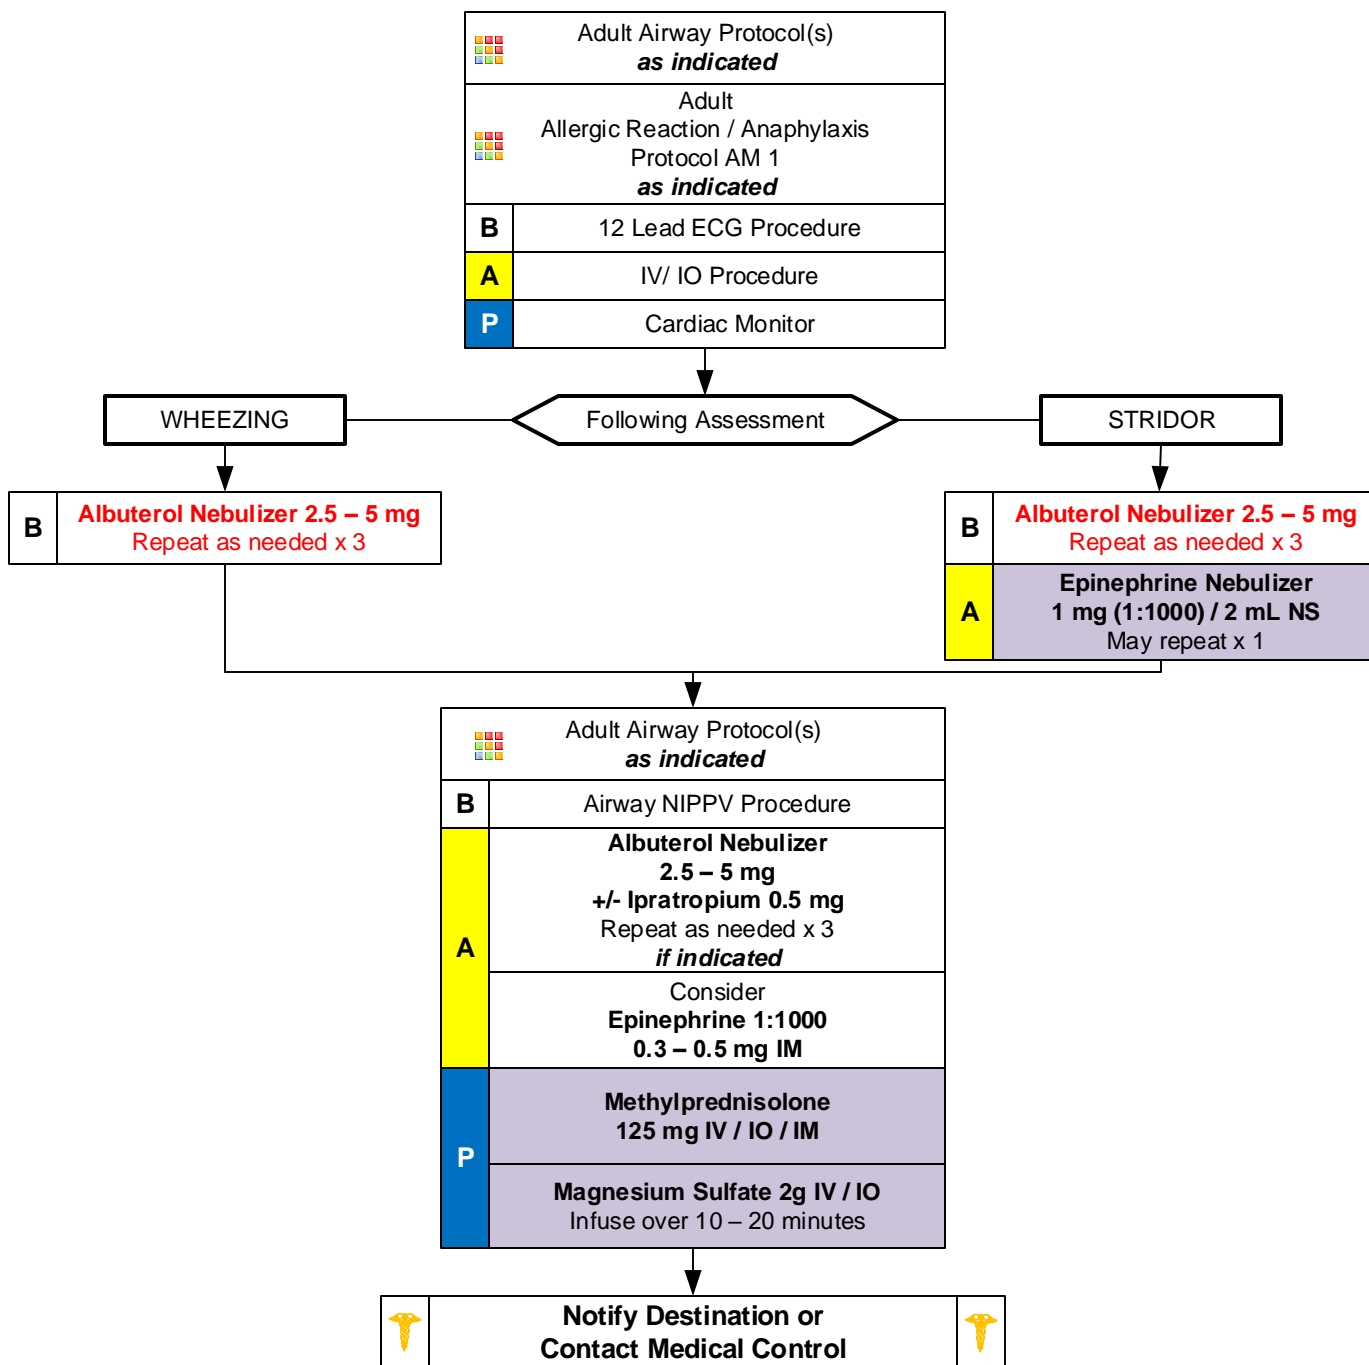 Adult Airway Protocol(s)
as indicated
Adult
Allergic Reaction / Anaphylaxis
Protocol AM 1
as indicated
B
12 Lead ECG Procedure
A
IV/ IO Procedure
P
Cardiac Monitor
WHEEZING
Following Assessment
STRIDOR
B
Albuterol Nebulizer 2.5 – 5 mg
Repeat as needed x 3
B
Albuterol Nebulizer 2.5 – 5 mg
Repeat as needed x 3
A
Epinephrine Nebulizer
1 mg (1:1000) / 2 mL NS
May repeat x 1
Adult Airway Protocol(s)
as indicated
B
Airway NIPPV Procedure
A
Albuterol Nebulizer
2.5 – 5 mg
+/- Ipratropium 0.5 mg
Repeat as needed x 3
if indicated
Consider
Epinephrine 1:1000
0.3 – 0.5 mg IM
P
Methylprednisolone
125 mg IV / IO / IM
Magnesium Sulfate 2g IV / IO
Infuse over 10 – 20 minutes
Notify Destination or
Contact Medical Control